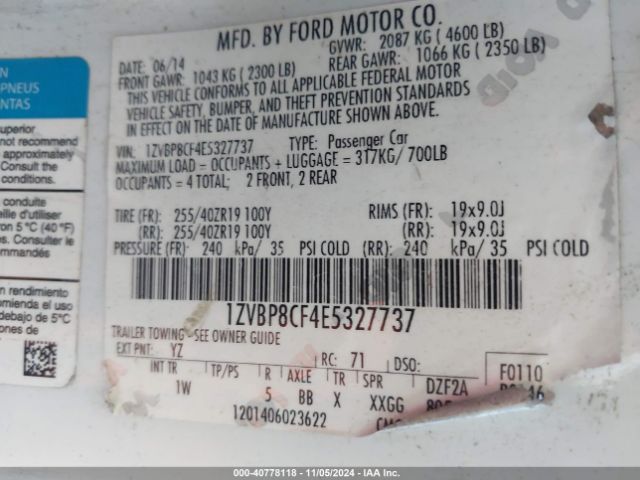 MFD. BY FORD MOTOR CO.
DATE: 06/14 GVWR: 2087 KG ( 4600 LB)
FRONT GAWR: 1043 KG ( 2300 LB) REAR GAWR: 1066 KG ( 2350 LB)
THIS VEHICLE CONFORMS TO ALL APPLICABLE FEDERAL MOTOR
VEHICLE SAFETY, BUMPER, AND THEFT PREVENTION STANDARDS
IN EFFECT ON THE DATE OF MANUFACTURE SHOWN ABOVE.
VIN: 1ZVBP8CF4E5327737 TYPE: Passenger Car
MAXIMUM LOAD = OCCUPANTS + LUGGAGE = 317KG/ 700LB
OCCUPANTS = 4 TOTAL; 2 FRONT, 2 REAR
TIRE (FR): 255/40ZR19 100Y RIMS (FR): 19x9.0J
(RR): 255/40ZR19 100Y (RR): 19x9.0J
PRESSURE (FR): 240 kPa/ 35 PSI COLD (RR): 240 kPa/ 35 PSI COLD
1ZVBP8CF4E5327737
TRAILER TOWING - SEE OWNER GUIDE
EXT PNT: YZ RC: 71 DSO: F0110
INT TR TP/PS R AXLE TR SPR DZF2A
1W 5 BB X XXGG
1201406023622
PNEUS
superior
not recommend
approximately
Consult the
conditions.
d'utiliser
5 °C (40 °F)
Consulter le
commandés
rendimiento
comienda el uso
debajo de 5°C
condiciones de
000-40778118 - 11/05/2024 - IAA Inc.